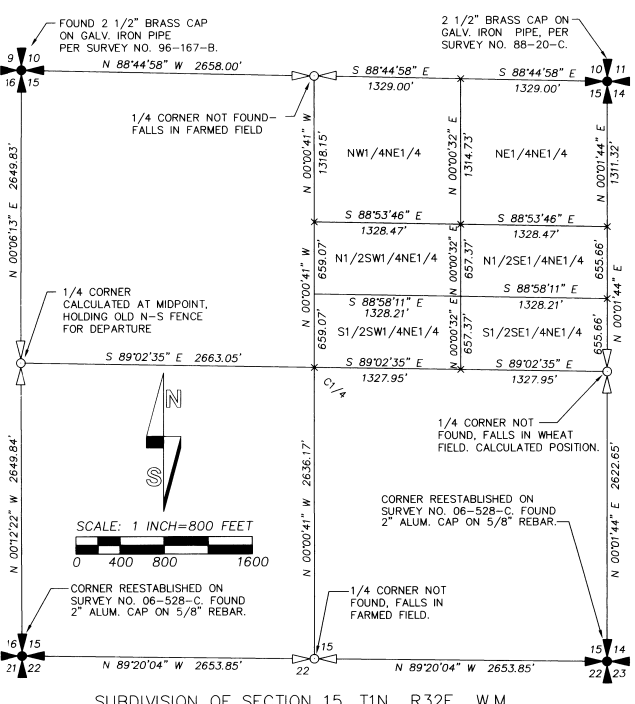 FOUND 2 1/2" BRASS CAP
ON GALV. IRON PIPE
PER SURVEY NO. 96-167-B.
2 1/2" BRASS CAP ON
GALV. IRON PIPE, PER
SURVEY NO. 88-20-C.
9 10
16 15
N 88°44'58" W 2658.00'
S 88°44'58" E
1329.00'
S 88°44'58" E
1329.00'
10 11
15 14
1/4 CORNER NOT FOUND-
FALLS IN FARMED FIELD
N 00°06'13" E 2649.83'
N 00°00'41" W
1318.15'
NW1/4NE1/4
N 00°00'32" E
1314.73'
NE1/4NE1/4
N 00°01'44" E
1311.32'
S 88°53'46" E
1328.47'
S 88°53'46" E
1328.47'
N 00°00'41" W
659.07'
N1/2SW1/4NE1/4
N 00°00'32" E
657.37'
N1/2SE1/4NE1/4
655.66'
N 00°01'44" E
1/4 CORNER
CALCULATED AT MIDPOINT,
HOLDING OLD N-S FENCE
FOR DEPARTURE
S 88°58'11" E
1328.21'
S 88°58'11" E
1328.21'
659.07'
S1/2SW1/4NE1/4
N 00°00'32" E
657.37'
S1/2SE1/4NE1/4
655.66'
S 89°02'35" E 2663.05'
S 89°02'35" E
1327.95'
S 89°02'35" E
1327.95'
C1/4
N
S
1/4 CORNER NOT
FOUND, FALLS IN WHEAT
FIELD. CALCULATED POSITION.
N 00°12'22" W 2649.84'
N 00°00'41" W 2636.17'
N 00°01'44" E 2622.65'
CORNER REESTABLISHED ON
SURVEY NO. 06-528-C. FOUND
2" ALUM. CAP ON 5/8" REBAR.
SCALE: 1 INCH=800 FEET
0 400 800 1600
CORNER REESTABLISHED ON
SURVEY NO. 06-528-C. FOUND
2" ALUM. CAP ON 5/8" REBAR.
1/4 CORNER NOT
FOUND, FALLS IN
FARMED FIELD.
16 15
21 22
N 89°20'04" W 2653.85'
15
22
N 89°20'04" W 2653.85'
15 14
22 23
SUBDIVISION OF SECTION 15, T1N, R32E, W.M.